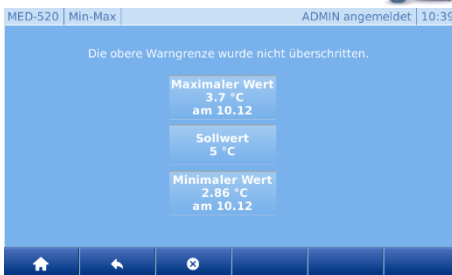 MED-520 Min-Max ADMIN angemeldet 10:39
Die obere Warngrenze wurde nicht überschritten.
Maximaler Wert
3.7 °C
am 10.12
Sollwert
5 °C
Minimaler Wert
2.86 °C
am 10.12